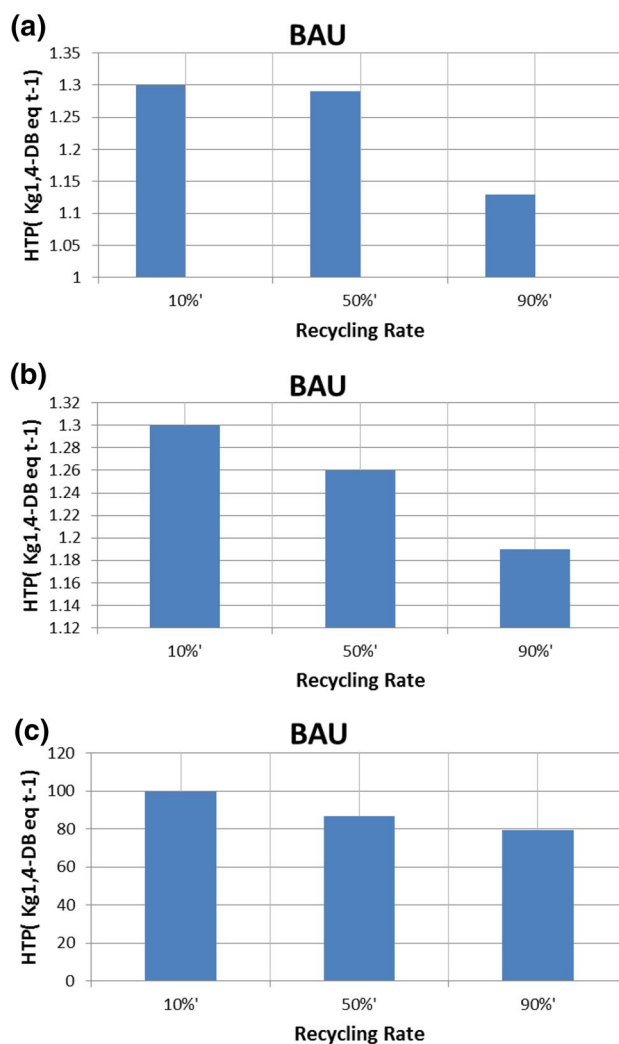 (a)
BAU
HTP( Kg1,4-DB eq t-1)
1.35
1.3
1.25
1.2
1.15
1.1
1.05
1
10%' 50%' 90%'
Recycling Rate
(b)
BAU
HTP( Kg1,4-DB eq t-1)
1.32
1.3
1.28
1.26
1.24
1.22
1.2
1.18
1.16
1.14
1.12
10%' 50%' 90%'
Recycling Rate
(c)
BAU
HTP( Kg1,4-DB eq t-1)
120
100
80
60
40
20
0
10%' 50%' 90%'
Recycling Rate